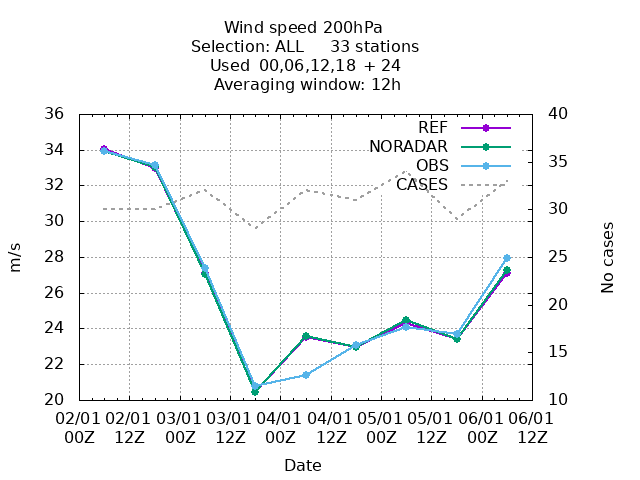 Wind speed 200hPa
Selection: ALL 33 stations
Used 00,06,12,18 + 24
Averaging window: 12h
REF
NORADAR
OBS
CASES
36
34
32
30
28
26
24
22
20
m/s
40
35
30
25
20
15
10
No cases
02/01 02/01 03/01 03/01 04/01 04/01 05/01 05/01 06/01 06/01
00Z 12Z 00Z 12Z 00Z 12Z 00Z 12Z 00Z 12Z
Date